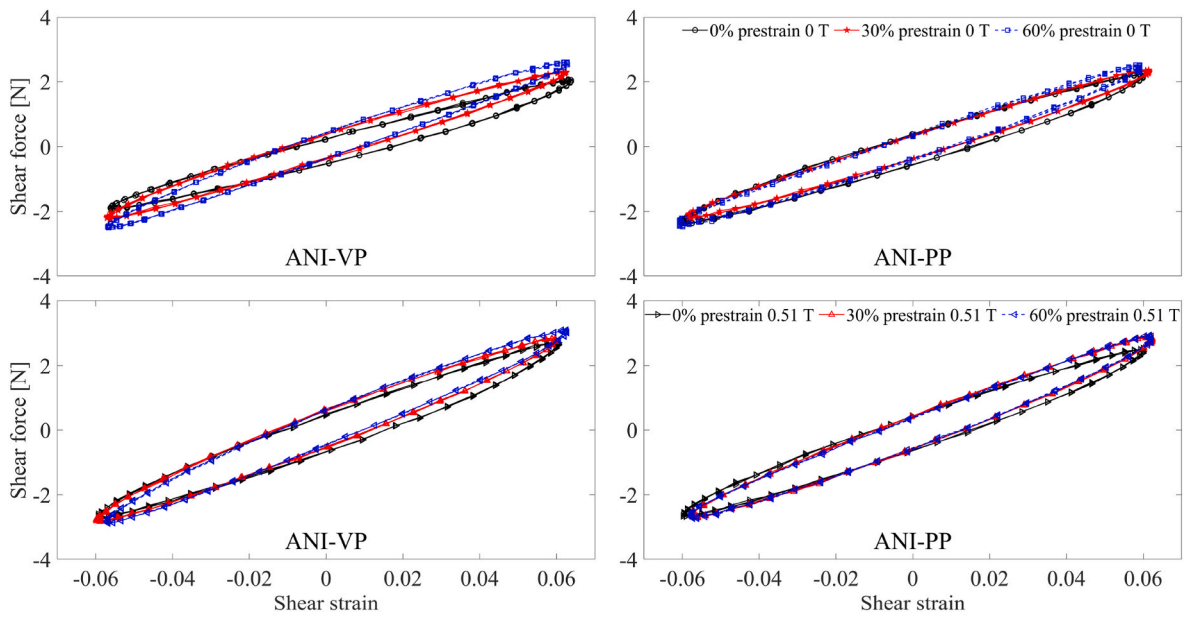 4
2
0
-2
-4
Shear force [N]
ANI-VP
0% prestrain 0 T 30% prestrain 0 T 60% prestrain 0 T
4
2
0
-2
-4
ANI-PP
4
2
0
-2
-4
Shear force [N]
ANI-VP
-0.06 -0.04 -0.02 0 0.02 0.04 0.06
Shear strain
0% prestrain 0.51 T 30% prestrain 0.51 T 60% prestrain 0.51 T
4
2
0
-2
-4
ANI-PP
-0.06 -0.04 -0.02 0 0.02 0.04 0.06
Shear strain